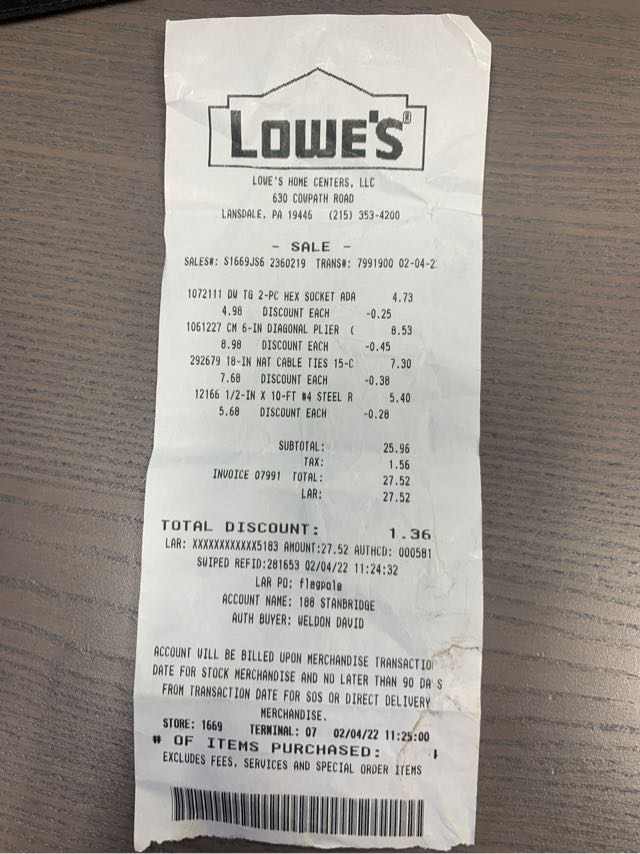 LOWE'S®
LOWE'S HOME CENTERS, LLC
630 COWPATH ROAD
LANSDALE, PA 19446 (215) 353-4200
- SALE -
SALES#: S1669JS6 2360219 TRANS#: 7991900 02-04-2
1072111 DW TG 2-PC HEX SOCKET ADA 4.73
4.98 DISCOUNT EACH -0.25
1061227 CM 6-IN DIAGONAL PLIER ( 8.53
8.98 DISCOUNT EACH -0.45
292679 18-IN NAT CABLE TIES 15-C 7.30
7.68 DISCOUNT EACH -0.38
12166 1/2-IN X 10-FT #4 STEEL R 5.40
5.68 DISCOUNT EACH -0.28
SUBTOTAL: 25.96
TAX: 1.56
INVOICE 07991 TOTAL: 27.52
LAR: 27.52
TOTAL DISCOUNT: 1.36
LAR: XXXXXXXXXXXX5183 AMOUNT:27.52 AUTHCD: 000581
SWIPED REFID:281653 02/04/22 11:24:32
LAR PO: flagpole
ACCOUNT NAME: 188 STANBRIDGE
AUTH BUYER: WELDON DAVID
ACCOUNT WILL BE BILLED UPON MERCHANDISE TRANSACTIO
DATE FOR STOCK MERCHANDISE AND NO LATER THAN 90 DA S
FROM TRANSACTION DATE FOR SOS OR DIRECT DELIVERY
MERCHANDISE.
STORE: 1669 TERMINAL: 07 02/04/22 11:25:00
# OF ITEMS PURCHASED:
EXCLUDES FEES, SERVICES AND SPECIAL ORDER ITEMS